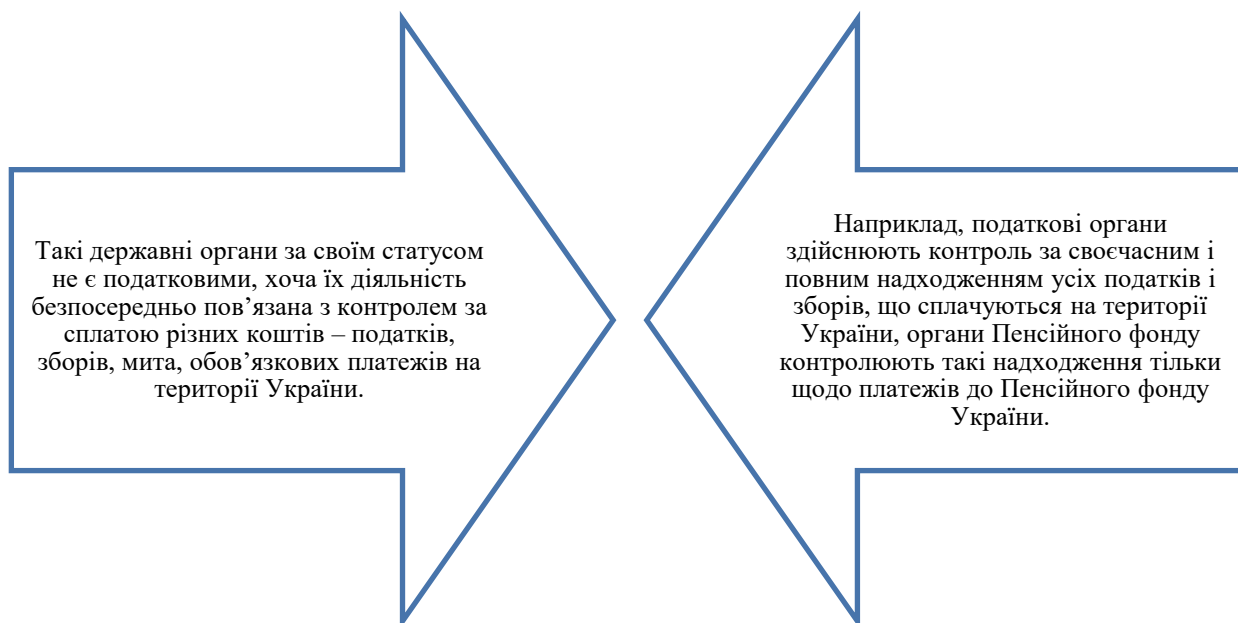 Такі державні органи за своїм статусом
не є податковими, хоча їх діяльність
безпосередньо пов’язана з контролем за
сплатою різних коштів – податків,
зборів, мита, обов’язкових платежів на
території України.
Наприклад, податкові органи
здійснюють контроль за своєчасним і
повним надходженням усіх податків і
зборів, що сплачуються на території
України, органи Пенсійного фонду
контролюють такі надходження тільки
щодо платежів до Пенсійного фонду
України.